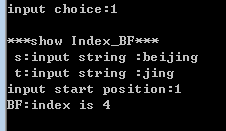 input choice:1
***show Index_BF***
s:input string :beijing
t:input string :jing
input start position:1
BF:index is 4